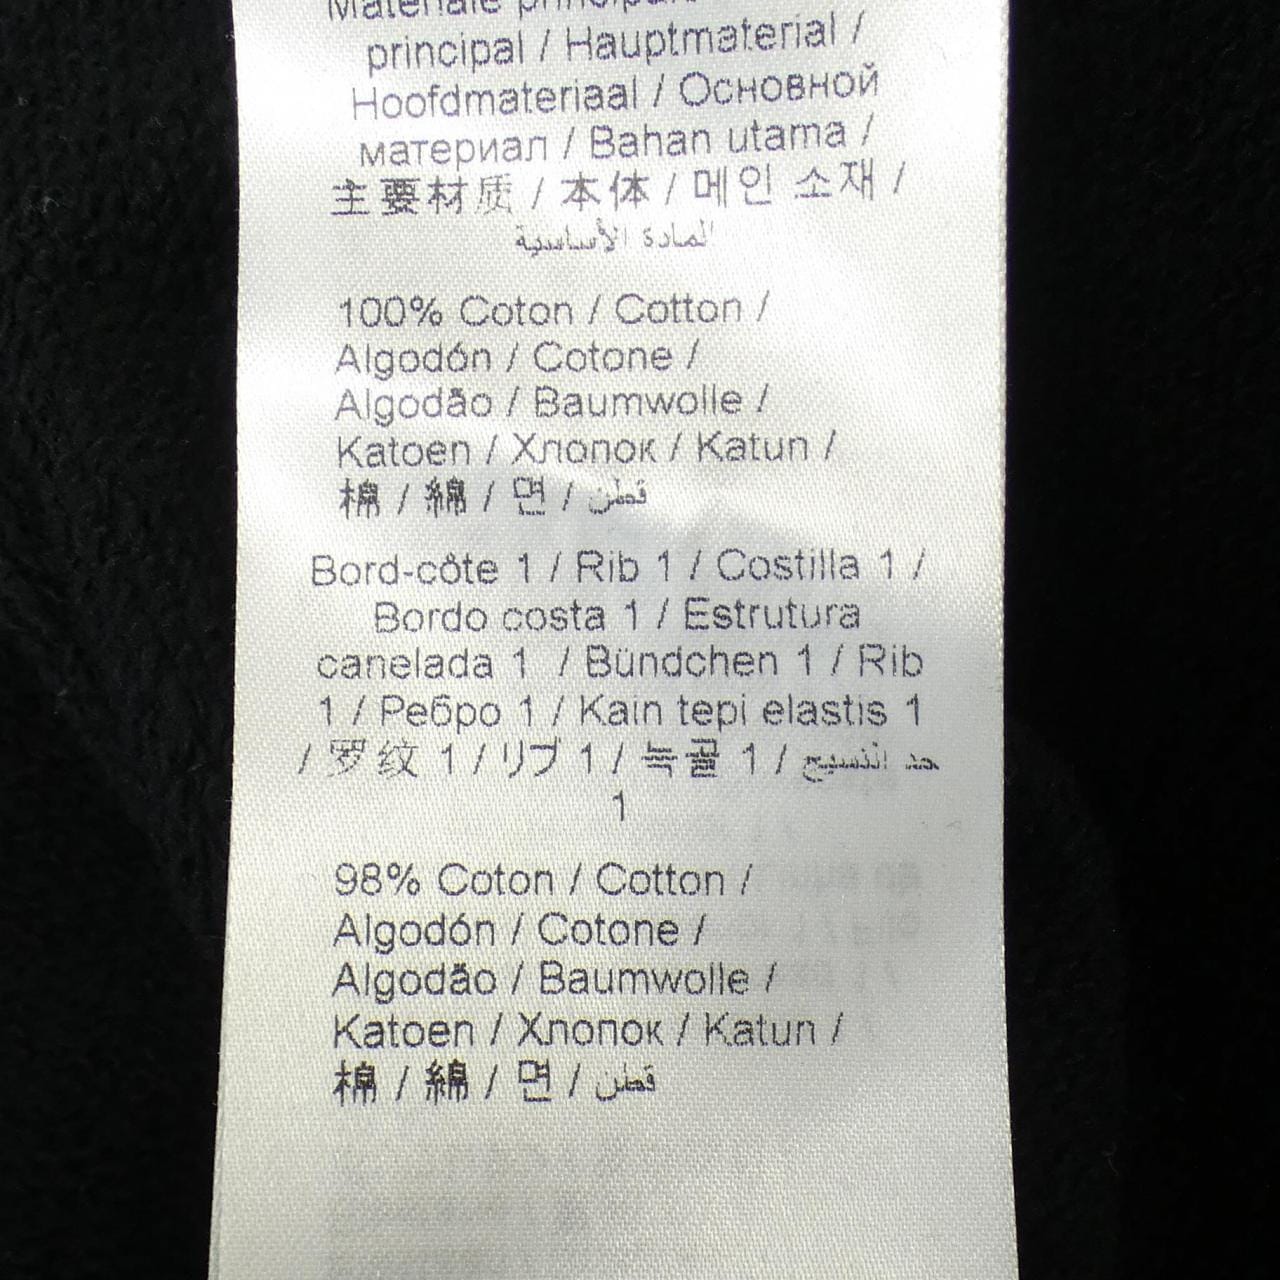 Materiale principal
principal / Hauptmaterial /
Hoofdmateriaal / Основной
материал / Bahan utama /
主要材质 / 本体 / 메인 소재 /
المادة الأساسية
100% Coton / Cotton /
Algodón / Cotone /
Algodão / Baumwolle /
Katoen / Хлопок / Katun /
棉 / 綿 / 면 / قطن
Bord-côte 1 / Rib 1 / Costilla 1 /
Bordo costa 1 / Estrutura
canelada 1 / Bündchen 1 / Rib
1 / Ребро 1 / Kain tepi elastis 1
/ 罗纹 1 / リブ 1 / 늑골 1 / حد النسيج
1
98% Coton / Cotton /
Algodón / Cotone /
Algodão / Baumwolle /
Katoen / Хлопок / Katun /
棉 / 綿 / 면 / قطن